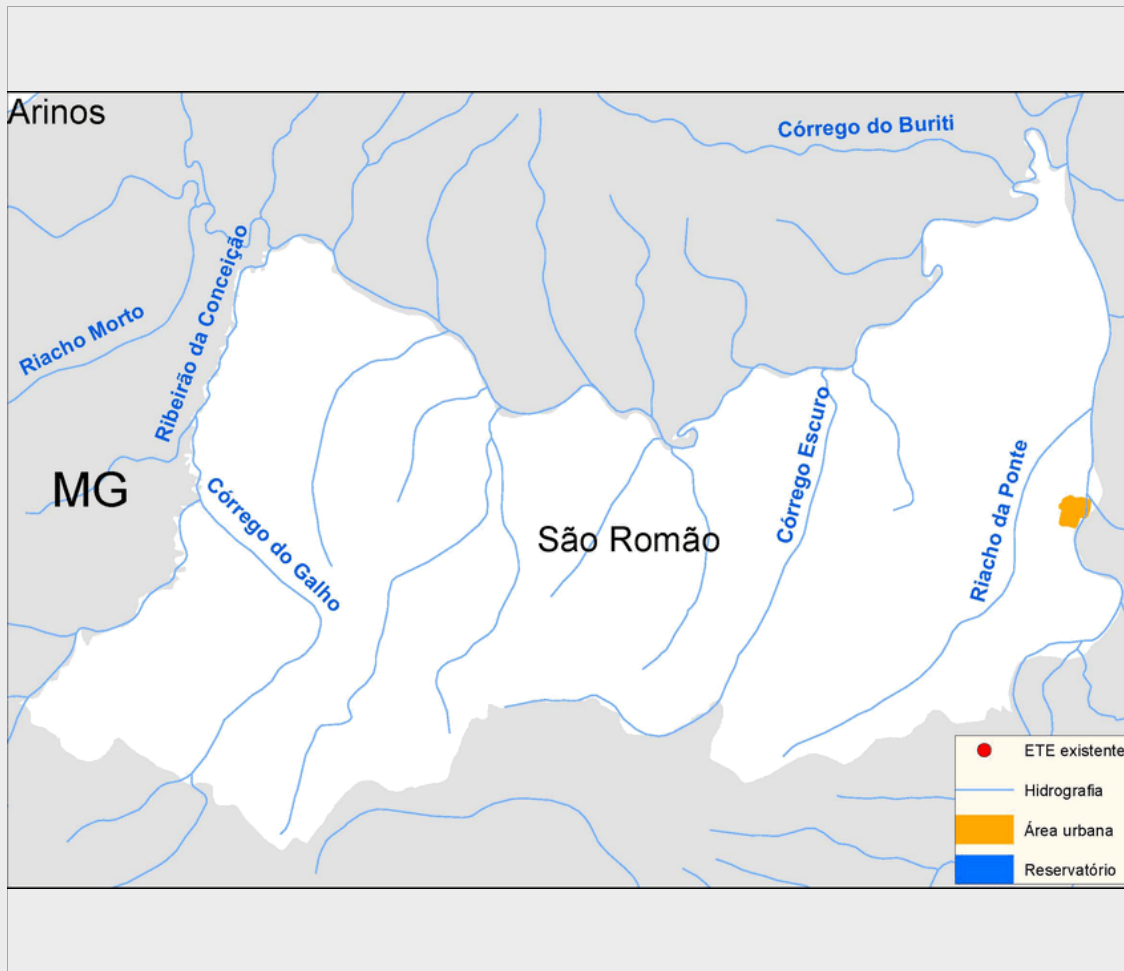 Arinos
Córrego do Buriti
Ribeirão da Conceição
Riacho Morto
MG
Córrego do Galho
São Romão
Córrego Escuro
Riacho da Ponte
ETE existente
Hidrografia
Área urbana
Reservatório